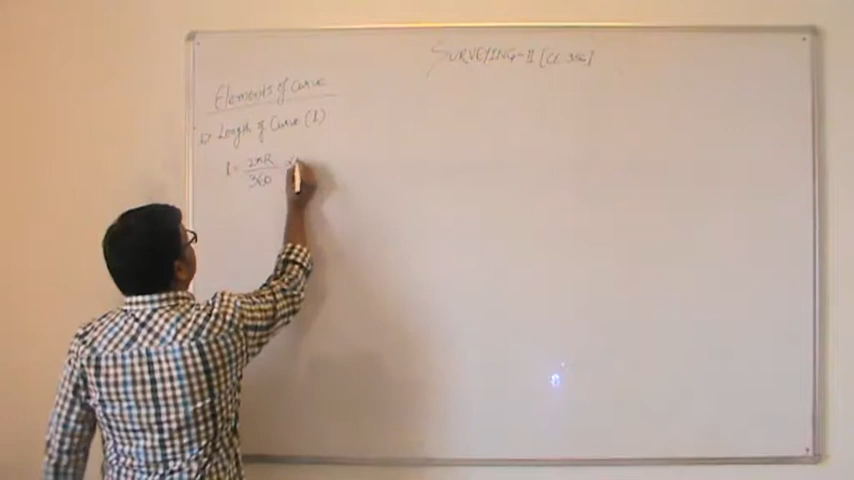 SURVEYING-II [CE 356]
Elements of Curve
Length of Curve (l)
l = 2πR / 360 ×